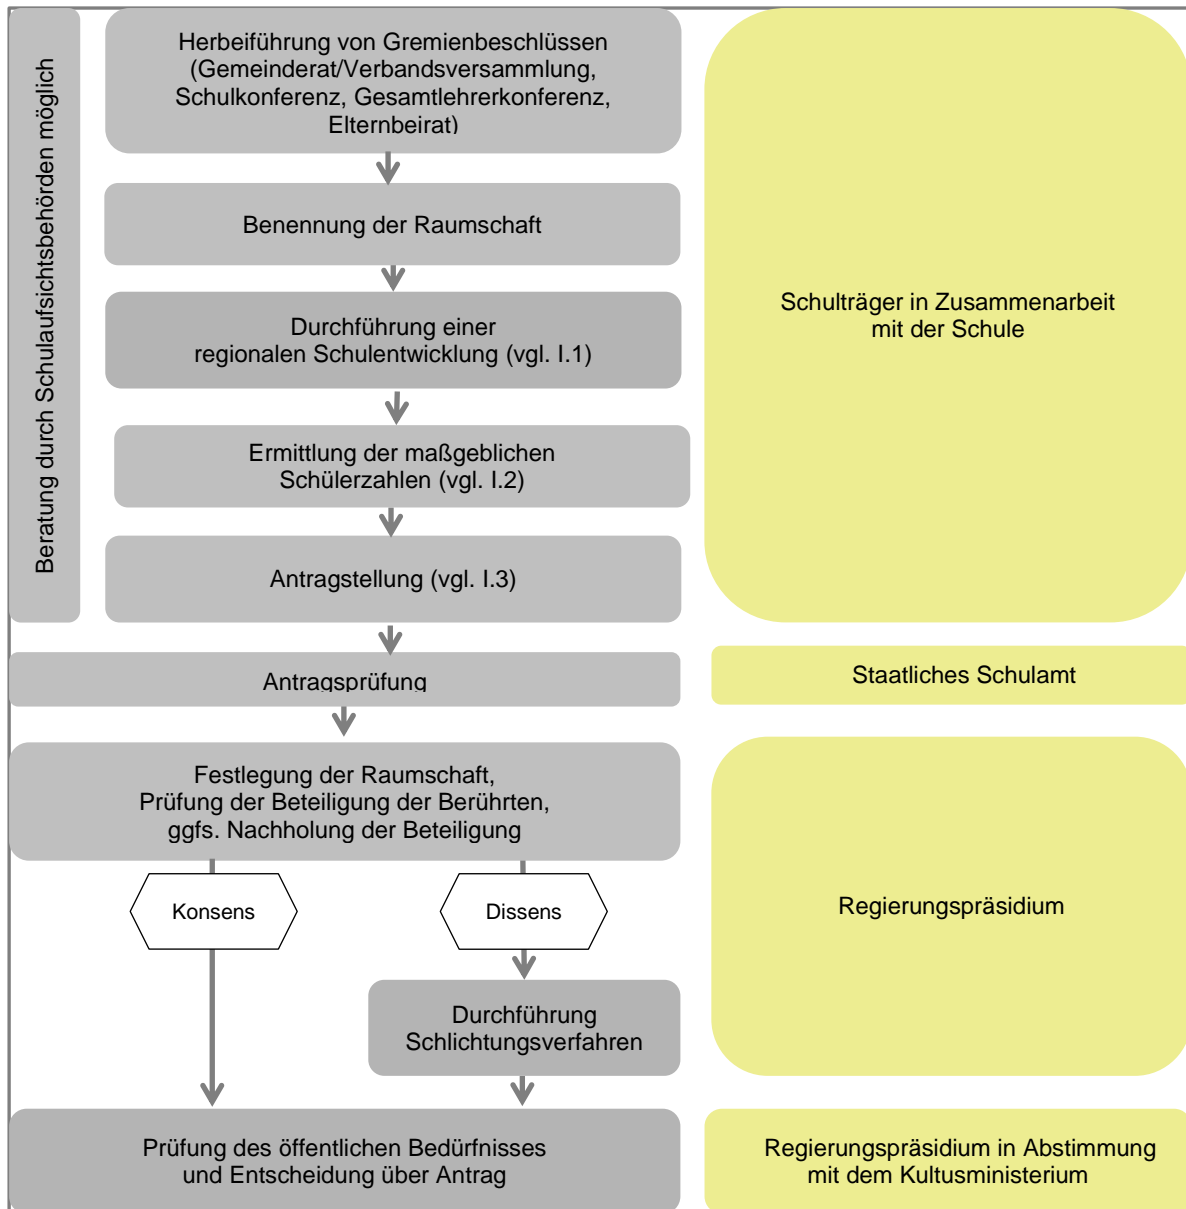 Beratung durch Schulaufsichtsbehörden möglich
Herbeiführung von Gremienbeschlüssen
(Gemeinderat/Verbandsversammlung,
Schulkonferenz, Gesamtlehrerkonferenz,
Elternbeirat)
Benennung der Raumschaft
Durchführung einer
regionalen Schulentwicklung (vgl. I.1)
Ermittlung der maßgeblichen
Schülerzahlen (vgl. I.2)
Antragstellung (vgl. I.3)
Schulträger in Zusammenarbeit
mit der Schule
Antragsprüfung
Staatliches Schulamt
Festlegung der Raumschaft,
Prüfung der Beteiligung der Berührten,
ggfs. Nachholung der Beteiligung
Konsens
Dissens
Durchführung
Schlichtungsverfahren
Regierungspräsidium
Prüfung des öffentlichen Bedürfnisses
und Entscheidung über Antrag
Regierungspräsidium in Abstimmung
mit dem Kultusministerium